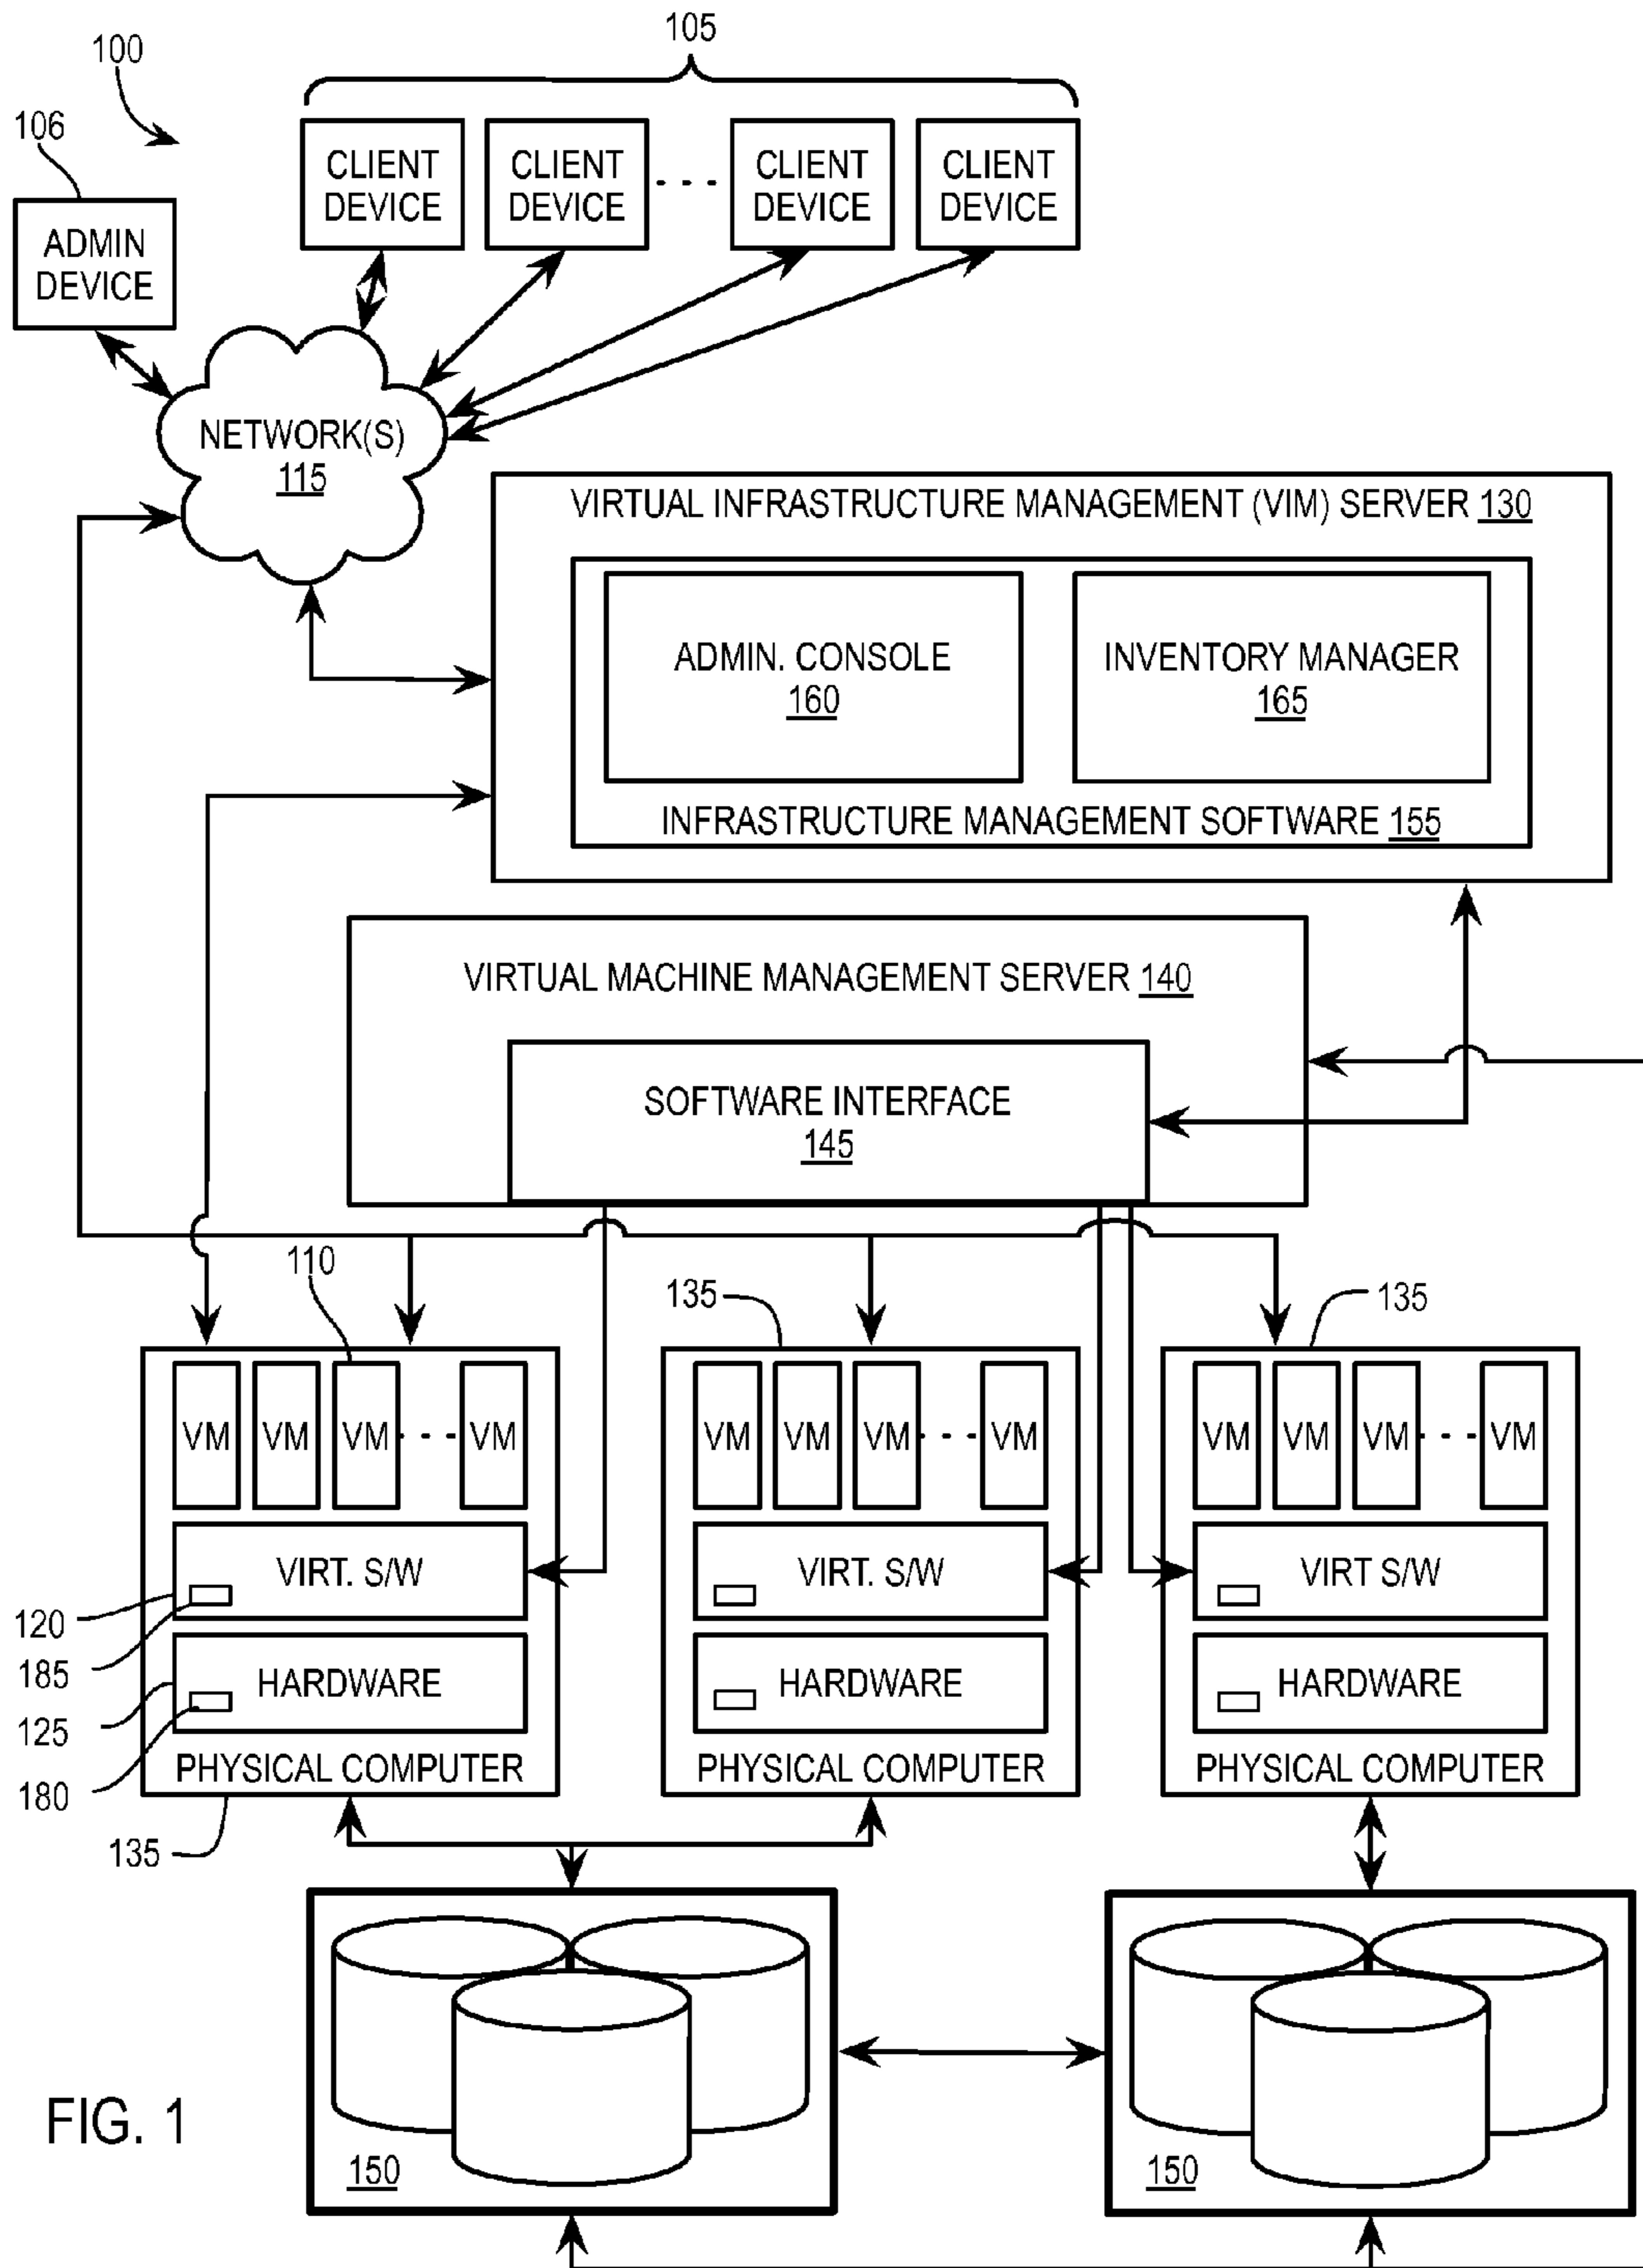 105
100
106
CLIENT
DEVICE
CLIENT
DEVICE
CLIENT
DEVICE
CLIENT
DEVICE
ADMIN
DEVICE
NETWORK(S)
115
VIRTUAL INFRASTRUCTURE MANAGEMENT (VIM) SERVER 130
ADMIN. CONSOLE
160
INVENTORY MANAGER
165
INFRASTRUCTURE MANAGEMENT SOFTWARE 155
VIRTUAL MACHINE MANAGEMENT SERVER 140
SOFTWARE INTERFACE
145
110
135
135
VM VM VM VM
VM VM VM VM
VM VM VM VM
VIRT. S/W
VIRT. S/W
VIRT S/W
120
185
HARDWARE
HARDWARE
HARDWARE
125
180
PHYSICAL COMPUTER
PHYSICAL COMPUTER
PHYSICAL COMPUTER
135
FIG. 1
150
150